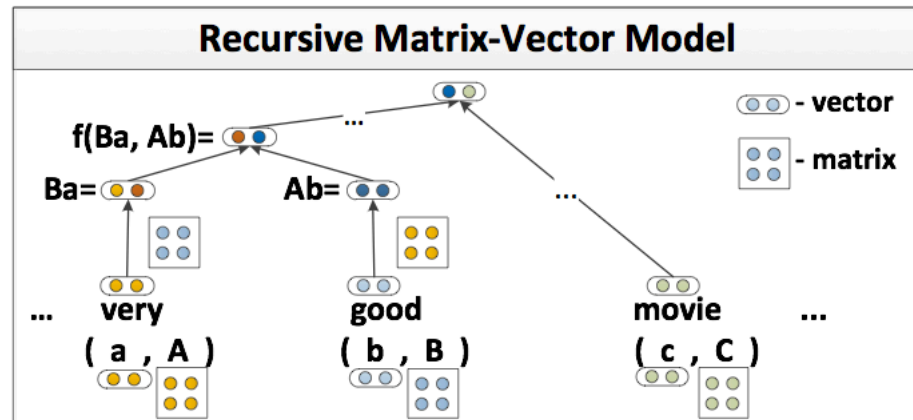 Recursive Matrix-Vector Model
- vector
...
f(Ba, Ab)=
- matrix
Ba=
Ab=
...
... very good movie ...
( a , A ) ( b , B ) ( c , C )